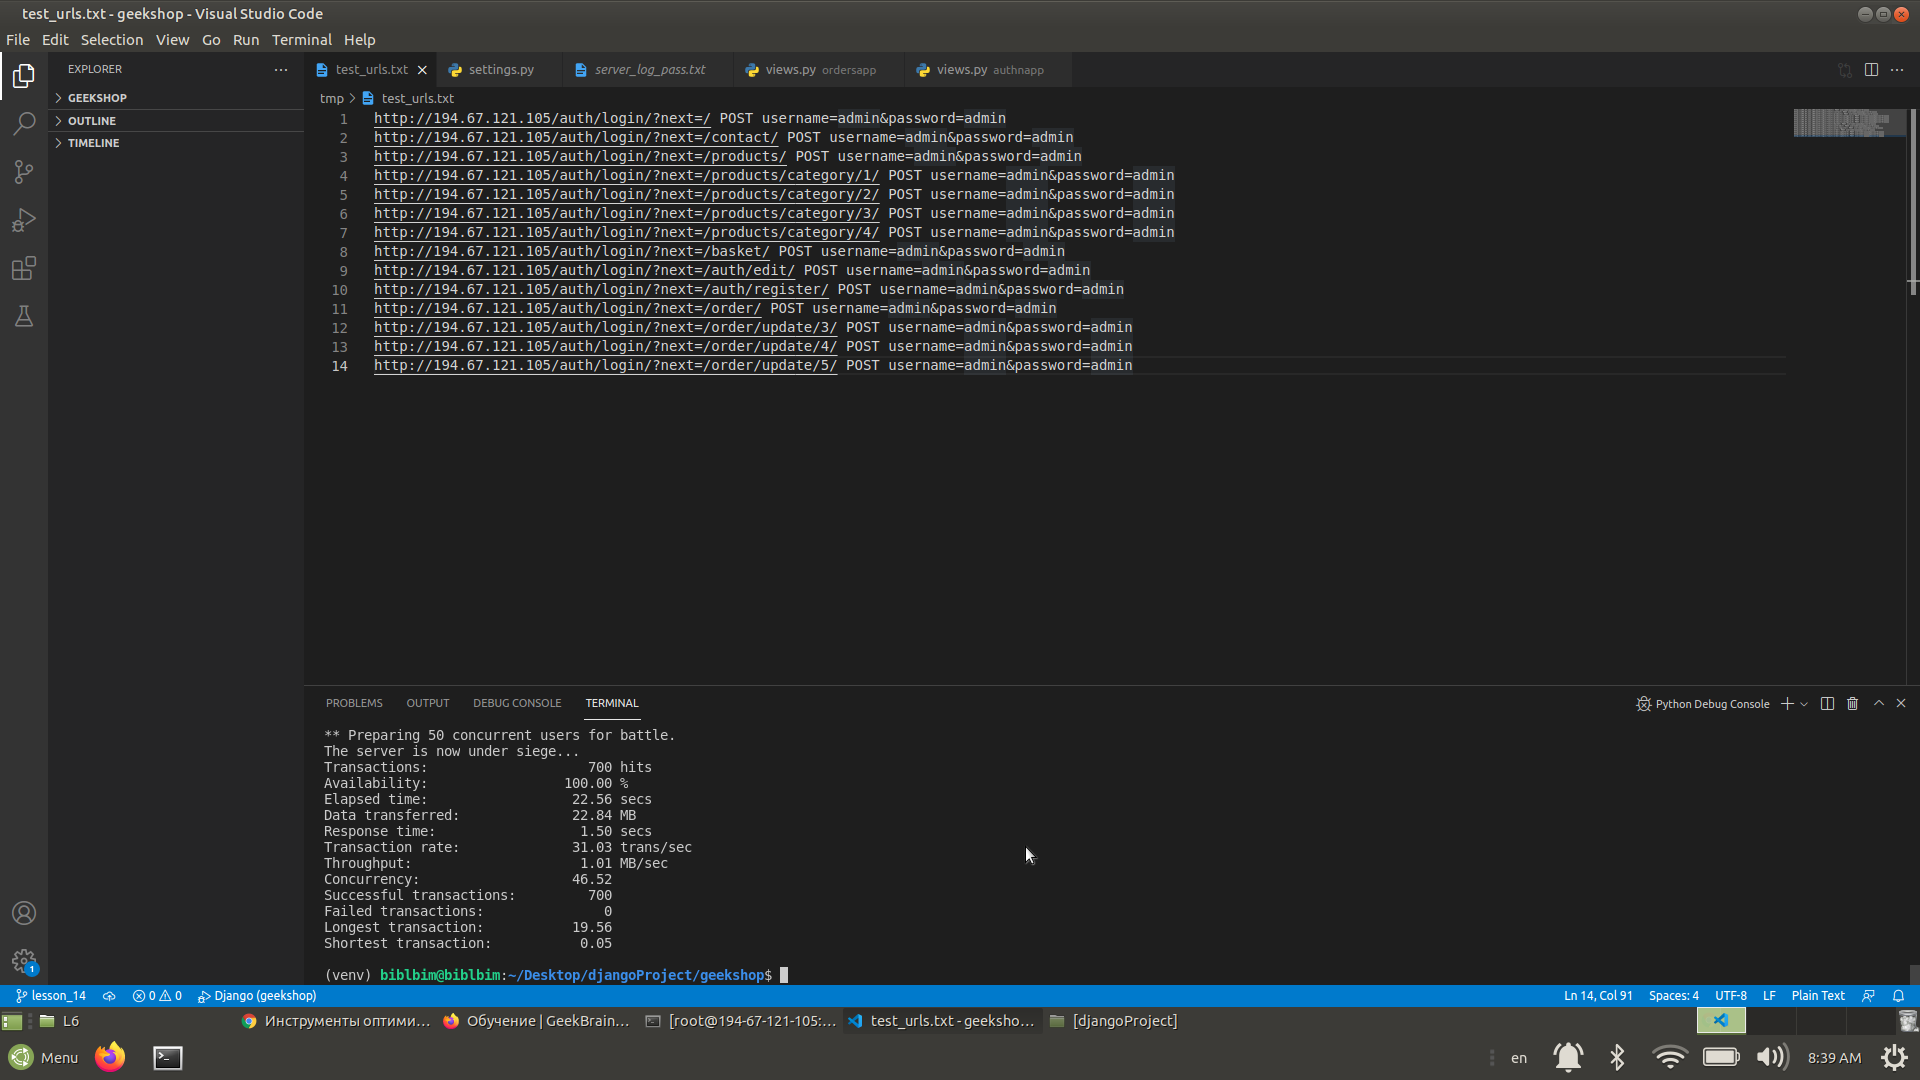 test_urls.txt - geekshop - Visual Studio Code
File Edit Selection View Go Run Terminal Help
EXPLORER
GEEKSHOP
OUTLINE
TIMELINE
test_urls.txt settings.py server_log_pass.txt views.py ordersapp views.py authnapp
tmp > test_urls.txt
1 http://194.67.121.105/auth/login/?next=/ POST username=admin&password=admin
2 http://194.67.121.105/auth/login/?next=/contact/ POST username=admin&password=admin
3 http://194.67.121.105/auth/login/?next=/products/ POST username=admin&password=admin
4 http://194.67.121.105/auth/login/?next=/products/category/1/ POST username=admin&password=admin
5 http://194.67.121.105/auth/login/?next=/products/category/2/ POST username=admin&password=admin
6 http://194.67.121.105/auth/login/?next=/products/category/3/ POST username=admin&password=admin
7 http://194.67.121.105/auth/login/?next=/products/category/4/ POST username=admin&password=admin
8 http://194.67.121.105/auth/login/?next=/basket/ POST username=admin&password=admin
9 http://194.67.121.105/auth/login/?next=/auth/edit/ POST username=admin&password=admin
10 http://194.67.121.105/auth/login/?next=/auth/register/ POST username=admin&password=admin
11 http://194.67.121.105/auth/login/?next=/order/ POST username=admin&password=admin
12 http://194.67.121.105/auth/login/?next=/order/update/3/ POST username=admin&password=admin
13 http://194.67.121.105/auth/login/?next=/order/update/4/ POST username=admin&password=admin
14 http://194.67.121.105/auth/login/?next=/order/update/5/ POST username=admin&password=admin
PROBLEMS OUTPUT DEBUG CONSOLE TERMINAL
Python Debug Console
** Preparing 50 concurrent users for battle.
The server is now under siege...
Transactions: 700 hits
Availability: 100.00 %
Elapsed time: 22.56 secs
Data transferred: 22.84 MB
Response time: 1.50 secs
Transaction rate: 31.03 trans/sec
Throughput: 1.01 MB/sec
Concurrency: 46.52
Successful transactions: 700
Failed transactions: 0
Longest transaction: 19.56
Shortest transaction: 0.05
(venv) biblbim@biblbim:~/Desktop/djangoProject/geekshop$
1
lesson_14 0 0 Django (geekshop)
Ln 14, Col 91 Spaces: 4 UTF-8 LF Plain Text
L6 Инструменты оптими... Обучение | GeekBrain... [root@194-67-121-105:... test_urls.txt - geeksho... [djangoProject]
Menu
en 8:39 AM